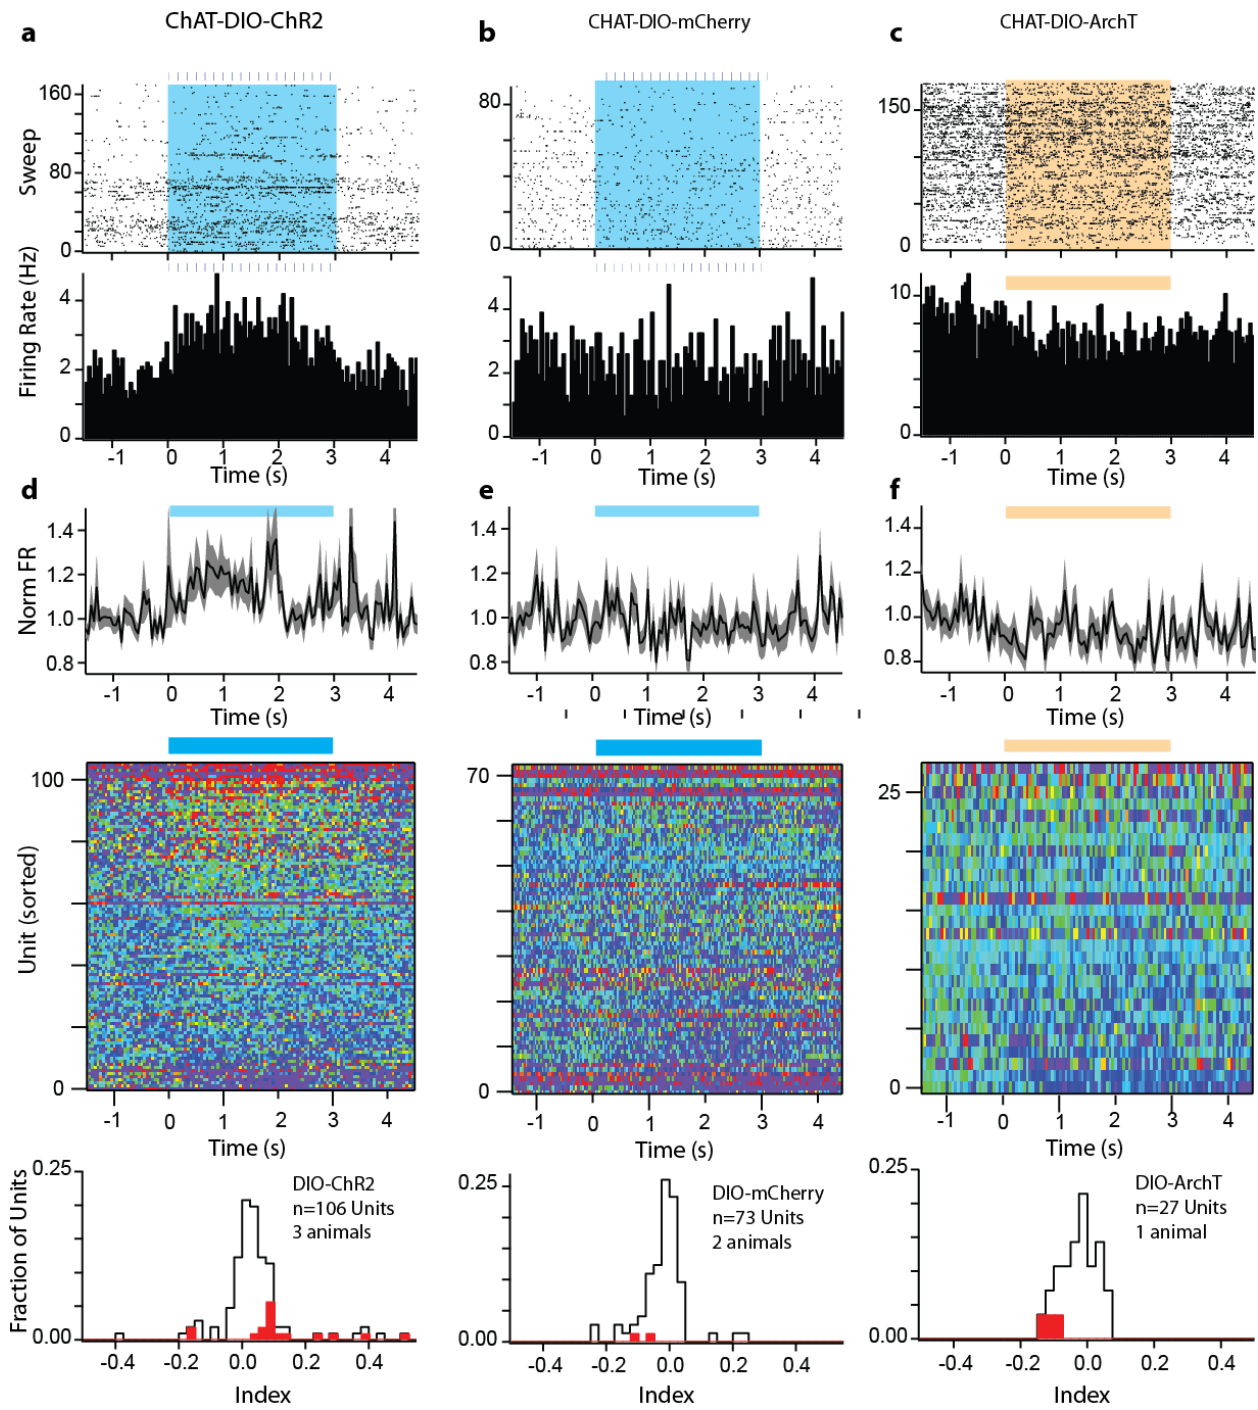 a
ChAT-DIO-ChR2
b
CHAT-DIO-mCherry
c
CHAT-DIO-ArchT
Sweep
160
80
0
80
40
0
150
0
Firing Rate (Hz)
4
2
0
4
2
0
10
5
0
-1 0 1 2 3 4
Time (s)
-1 0 1 2 3 4
Time (s)
-1 0 1 2 3 4
Time (s)
d
e
f
Norm FR
1.4
1.2
1.0
0.8
1.4
1.2
1.0
0.8
1.4
1.2
1.0
0.8
-1 0 1 2 3 4
Time (s)
-1 0 1 2 3 4
Time (s)
-1 0 1 2 3 4
Time (s)
Unit (sorted)
100
0
70
0
25
0
-1 0 1 2 3 4
Time (s)
-1 0 1 2 3 4
Time (s)
-1 0 1 2 3 4
Time (s)
Fraction of Units
0.25
0.00
DIO-ChR2
n=106 Units
3 animals
0.25
0.00
DIO-mCherry
n=73 Units
2 animals
0.25
0.00
DIO-ArchT
n=27 Units
1 animal
-0.4 -0.2 0.0 0.2 0.4
Index
-0.4 -0.2 0.0 0.2 0.4
Index
-0.4 -0.2 0.0 0.2 0.4
Index